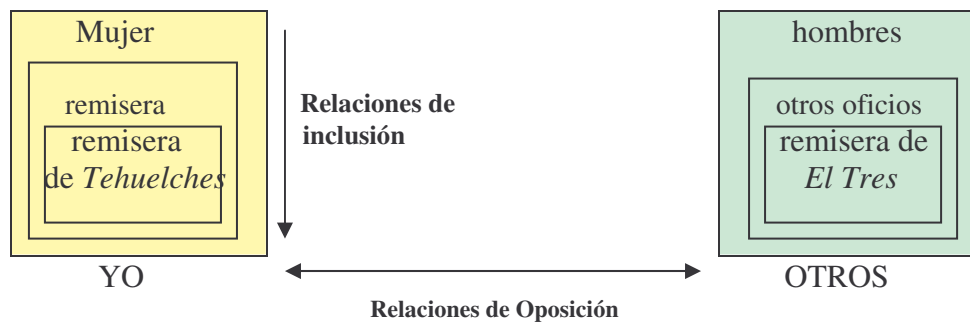 Mujer
remisera
remisera
de Tehuelches
YO
Relaciones de
inclusión
hombres
otros oficios
remisera de
El Tres
OTROS
Relaciones de Oposición